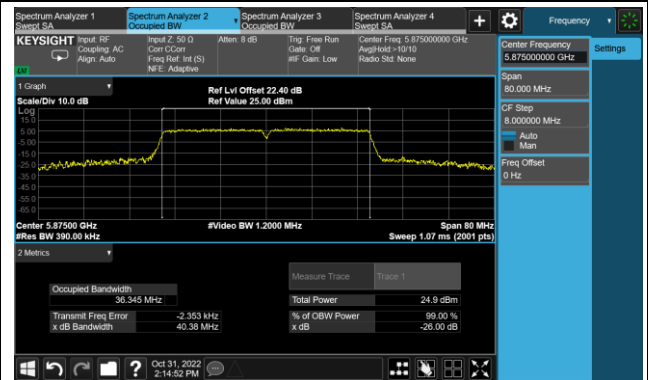 Spectrum Analyzer 1
Swept SA
Spectrum Analyzer 2
Occupied BW
Spectrum Analyzer 3
Occupied BW
Spectrum Analyzer 4
Swept SA
+
Frequency
KEYSIGHT
Input: RF
Coupling: AC
Align: Auto
Input Z: 50 Ω
Corr CCorr
Freq Ref: Int (S)
NFE: Adaptive
Atten: 8 dB
Trig: Free Run
Gate: Off
#IF Gain: Low
Center Freq: 5.875000000 GHz
Avg|Hold:>10/10
Radio Std: None
LXI
1 Graph
Scale/Div 10.0 dB
Ref Lvl Offset 22.40 dB
Ref Value 25.00 dBm
Log
15.0
5.00
-5.00
-15.0
-25.0
-35.0
-45.0
-55.0
-65.0
Center 5.87500 GHz
#Res BW 390.00 kHz
#Video BW 1.2000 MHz
Span 80 MHz
Sweep 1.07 ms (2001 pts)
2 Metrics
Measure Trace
Trace 1
Occupied Bandwidth
36.345 MHz
Total Power
24.9 dBm
Transmit Freq Error
-2.353 kHz
% of OBW Power
99.00 %
x dB Bandwidth
40.38 MHz
x dB
-26.00 dB
Center Frequency
5.875000000 GHz
Settings
Span
80.000 MHz
CF Step
8.000000 MHz
Auto
Man
Freq Offset
0 Hz
?
Oct 31, 2022
2:14:52 PM